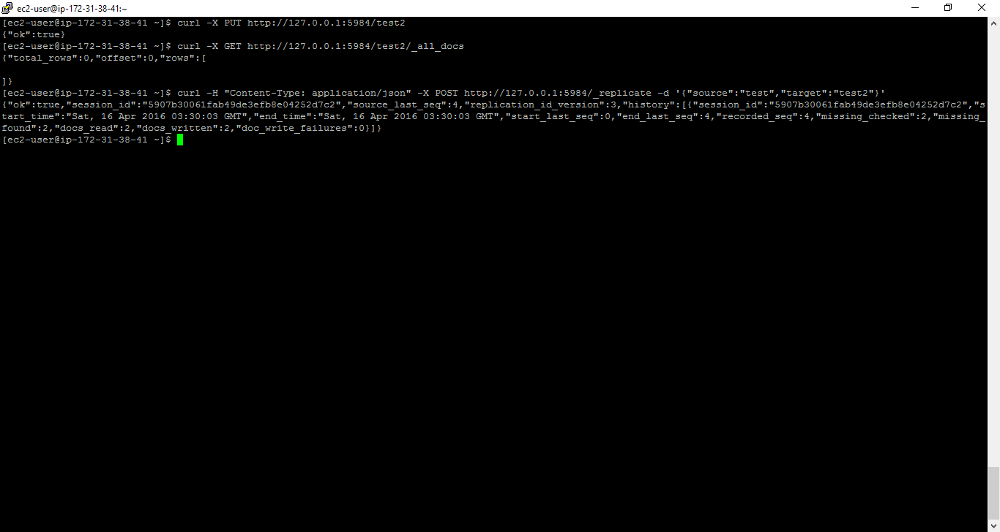 ec2-user@ip-172-31-38-41:~
[ec2-user@ip-172-31-38-41 ~]$ curl -X PUT http://127.0.0.1:5984/test2
{"ok":true}
[ec2-user@ip-172-31-38-41 ~]$ curl -X GET http://127.0.0.1:5984/test2/_all_docs
{"total_rows":0,"offset":0,"rows":[
]}
[ec2-user@ip-172-31-38-41 ~]$ curl -H "Content-Type: application/json" -X POST http://127.0.0.1:5984/_replicate -d '{"source":"test","target":"test2"}'
{"ok":true,"session_id":"5907b30061fab49de3efb8e04252d7c2","source_last_seq":4,"replication_id_version":3,"history":[{"session_id":"5907b30061fab49de3efb8e04252d7c2","s
tart_time":"Sat, 16 Apr 2016 03:30:03 GMT","end_time":"Sat, 16 Apr 2016 03:30:03 GMT","start_last_seq":0,"end_last_seq":4,"recorded_seq":4,"missing_checked":2,"missing_
found":2,"docs_read":2,"docs_written":2,"doc_write_failures":0}]}
[ec2-user@ip-172-31-38-41 ~]$